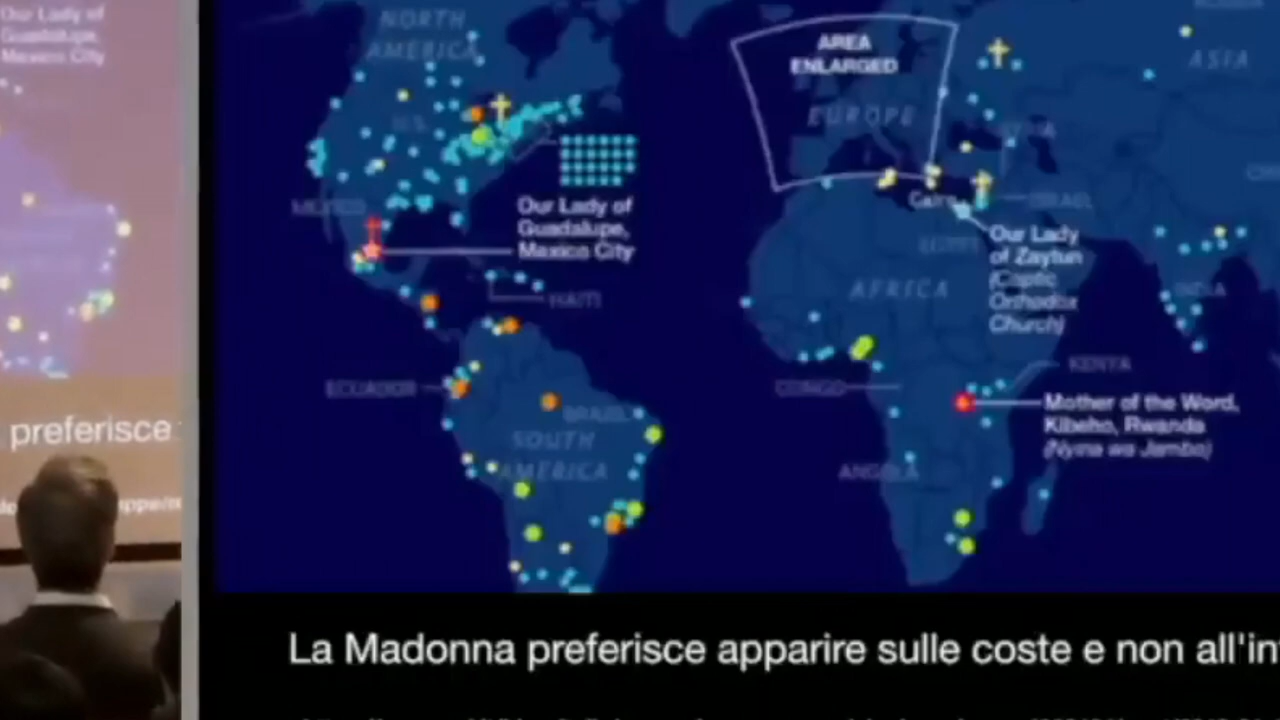 Our Lady of
Guadalupe,
Mexico City
preferisce
NORTH
AMERICA
U.S.
MEXICO
Our Lady of
Guadalupe,
Mexico City
HAITI
ECUADOR
BRAZIL
SOUTH
AMERICA
AREA
ENLARGED
EUROPE
ASIA
Cairo
ISRAEL
EGYPT
Our Lady
of Zaytun
(Coptic
Orthodox
Church)
AFRICA
INDIA
KENYA
CONGO
Mother of the Word,
Kibeho, Rwanda
(Nyina wa Jambo)
ANGOLA
La Madonna preferisce apparire sulle coste e non all'in